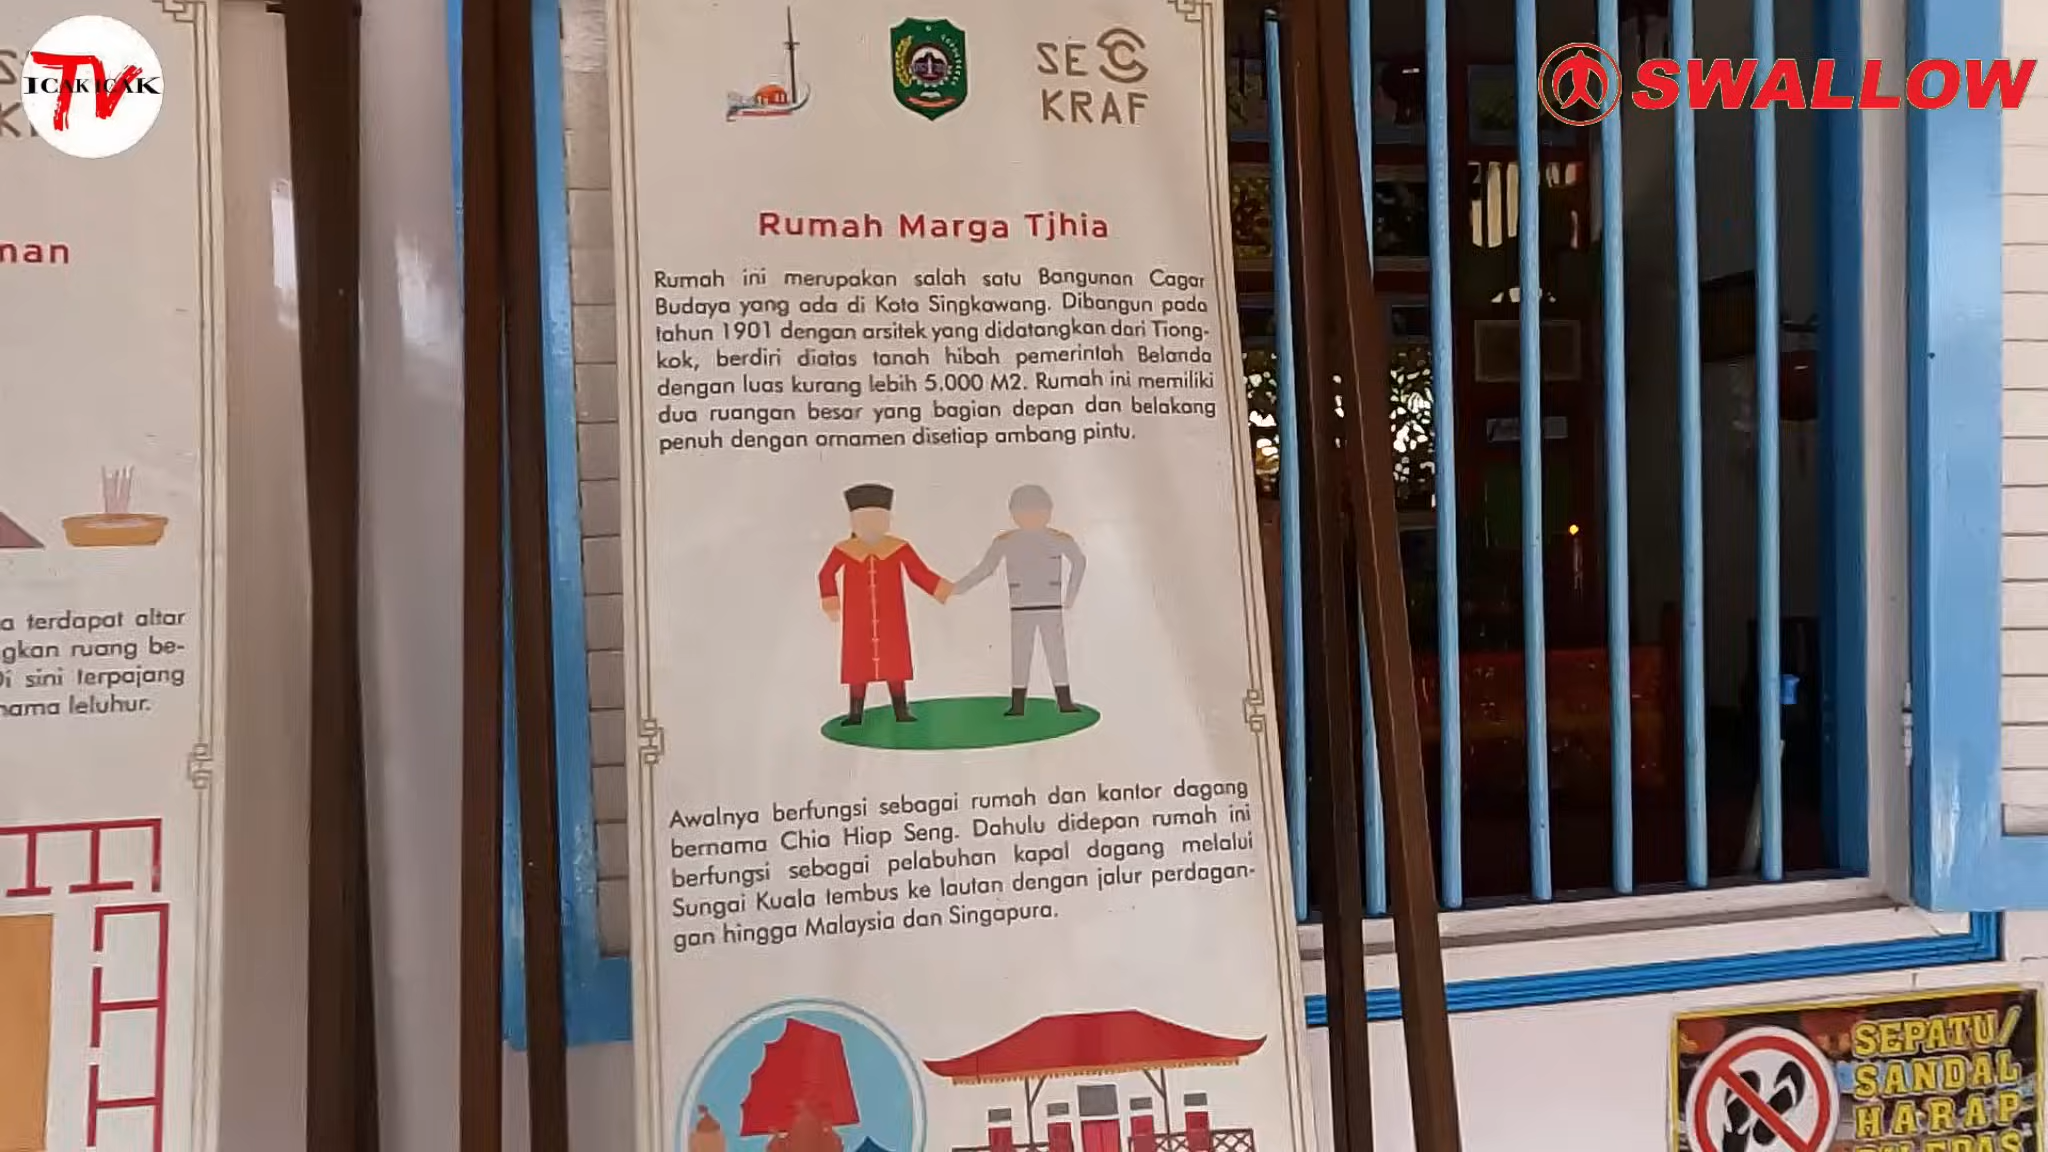 ICAK ICAK
TV
SWALLOW
SE
KRAF
Rumah Marga Tjhia
Rumah ini merupakan salah satu Bangunan Cagar
Budaya yang ada di Kota Singkawang. Dibangun pada
tahun 1901 dengan arsitek yang didatangkan dari Tiong-
kok, berdiri diatas tanah hibah pemerintah Belanda
dengan luas kurang lebih 5.000 M2. Rumah ini memiliki
dua ruangan besar yang bagian depan dan belakang
penuh dengan ornamen disetiap ambang pintu.
Awalnya berfungsi sebagai rumah dan kantor dagang
bernama Chia Hiap Seng. Dahulu didepan rumah ini
berfungsi sebagai pelabuhan kapal dagang melalui
Sungai Kuala tembus ke lautan dengan jalur perdagan-
gan hingga Malaysia dan Singapura.
man
a terdapat altar
gkan ruang be-
Di sini terpajang
nama leluhur.
SEPATU/
SANDAL
HARAP